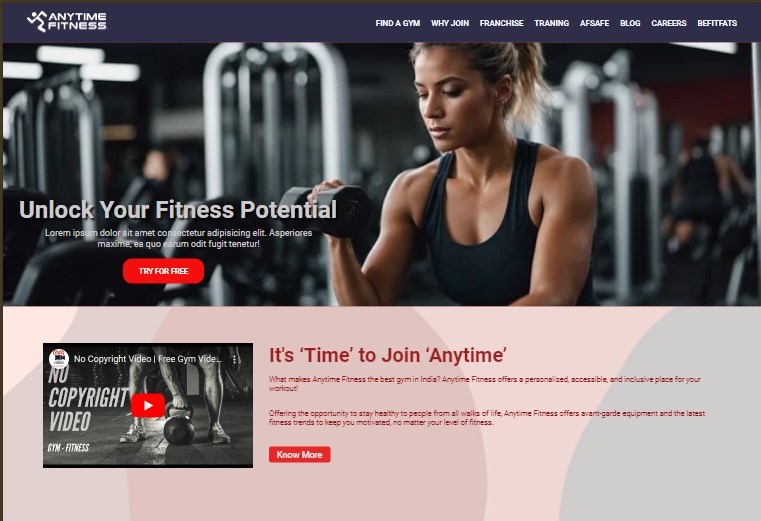 ANYTIME
FITNESS
FIND A GYM WHY JOIN FRANCHISE TRANING AFSAFE BLOG CAREERS BEFITFATS
Unlock Your Fitness Potential
Lorem ipsum dolor sit amet consectetur adipisicing elit. Asperiores
maxime, ea quo earum odit fugit tenetur!
TRY FOR FREE
No Copyright Video | Free Gym Vide...
NO
COPYRIGHT
VIDEO
GYM - FITNESS
It's ‘Time’ to Join ‘Anytime’
What makes Anytime Fitness the best gym in India? Anytime Fitness offers a personalized, accessible, and inclusive place for your
workout!
Offering the opportunity to stay healthy to people from all walks of life, Anytime Fitness offers avant-garde equipment and the latest
fitness trends to keep you motivated, no matter your level of fitness.
Know More